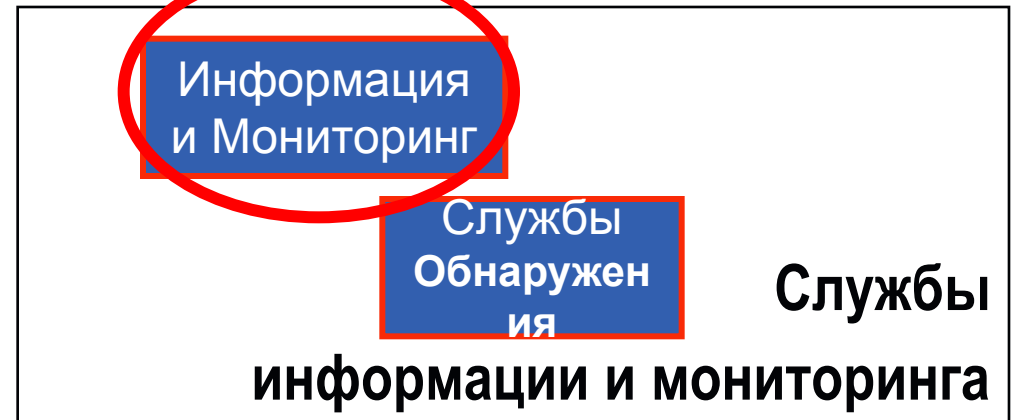 Информация
и Мониторинг
Службы
Обнаружен
ия
Службы
информации и мониторинга